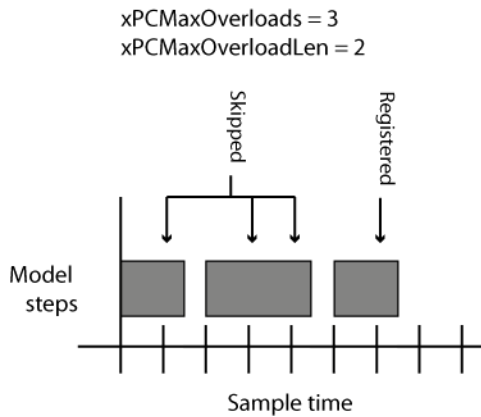 xPCMaxOverloads = 3
xPCMaxOverloadLen = 2
Skipped
Registered
Model
steps
Sample time